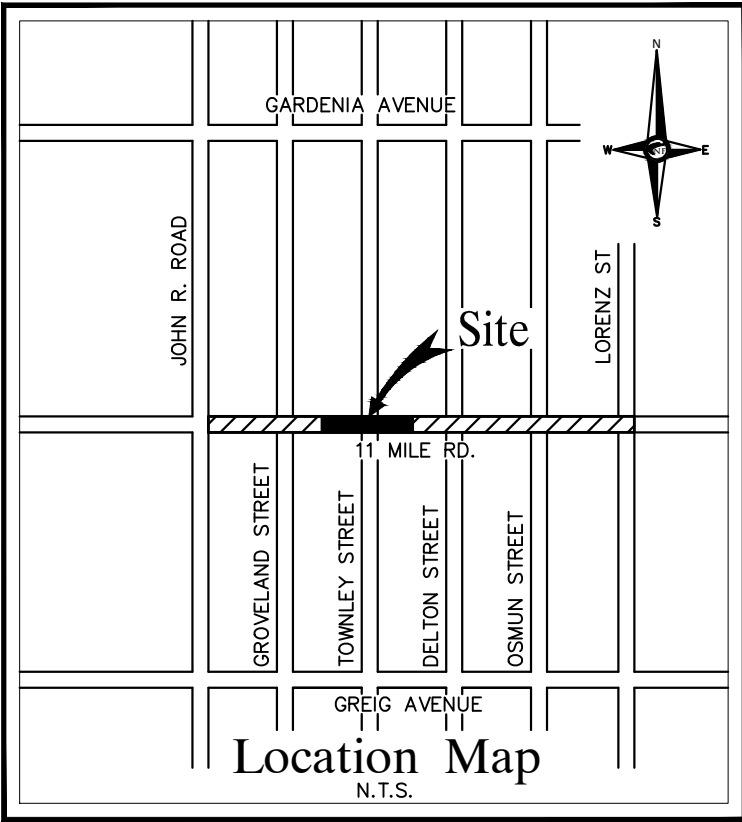 N
GARDENIA AVENUE
W
NF
E
S
JOHN R. ROAD
LORENZ ST
Site
11 MILE RD.
GROVELAND STREET
TOWNLEY STREET
DELTON STREET
OSMUN STREET
GREIG AVENUE
Location Map
N.T.S.